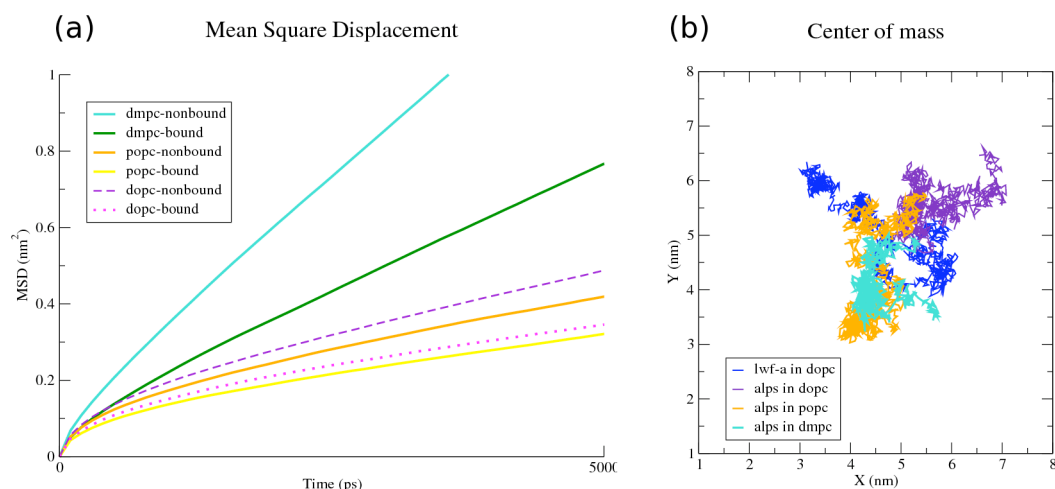 (a)
Mean Square Displacement
1
0.8
0.6
0.4
0.2
0
MSD (nm²)
dmpc-nonbound
dmpc-bound
popc-nonbound
popc-bound
dopc-nonbound
dopc-bound
0
5000
Time (ps)
(b)
Center of mass
8
7
6
5
4
3
2
1
Y (nm)
lwf-a in dopc
alps in dopc
alps in popc
alps in dmpc
1 2 3 4 5 6 7 8
X (nm)